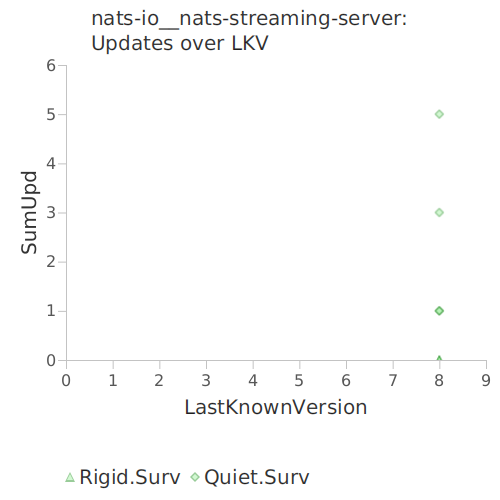 nats-io__nats-streaming-server:
Updates over LKV
SumUpd
6
5
4
3
2
1
0
0 1 2 3 4 5 6 7 8 9
LastKnownVersion
Rigid.Surv Quiet.Surv